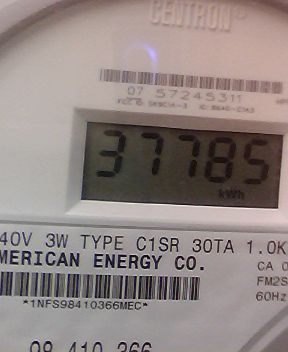 CENTRON
07 57245311
37785
kWh
40V 3W TYPE C1SR 30TA 1.0K
MERICAN ENERGY CO.
CA 0
FM2S
60Hz
*1NFS98410366MEC*
98 410 366